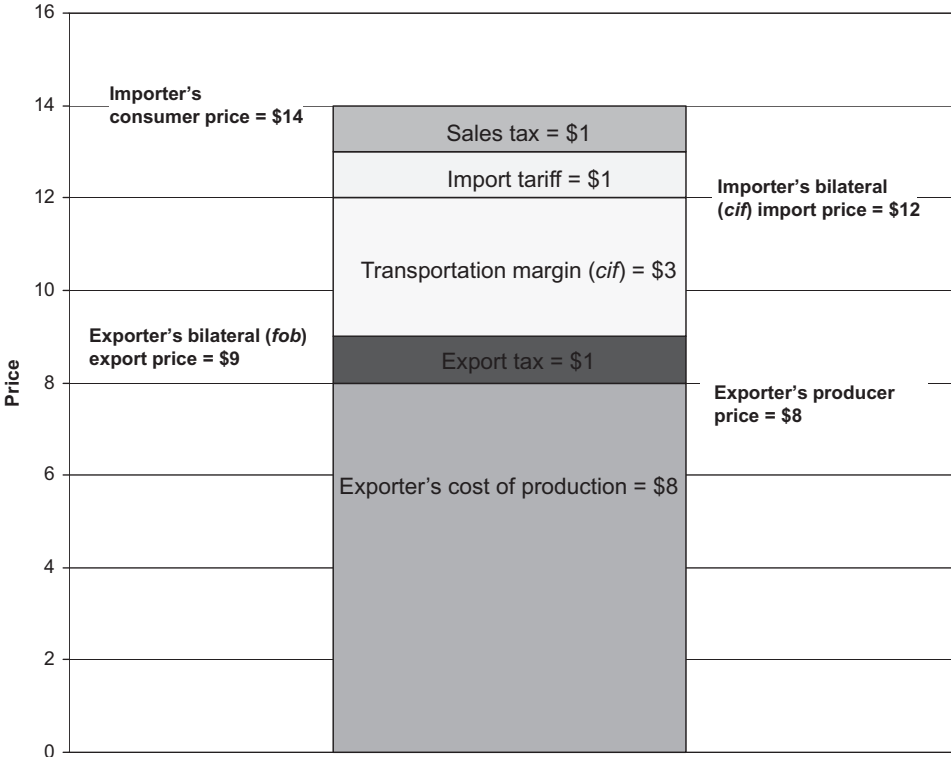 16
Importer’s
consumer price = $14
14
Sales tax = $1
Import tariff = $1
Importer’s bilateral
(cif) import price = $12
12
Transportation margin (cif) = $3
10
Exporter’s bilateral (fob)
export price = $9
Export tax = $1
8
Exporter’s producer
price = $8
Price
6
Exporter’s cost of production = $8
4
2
0